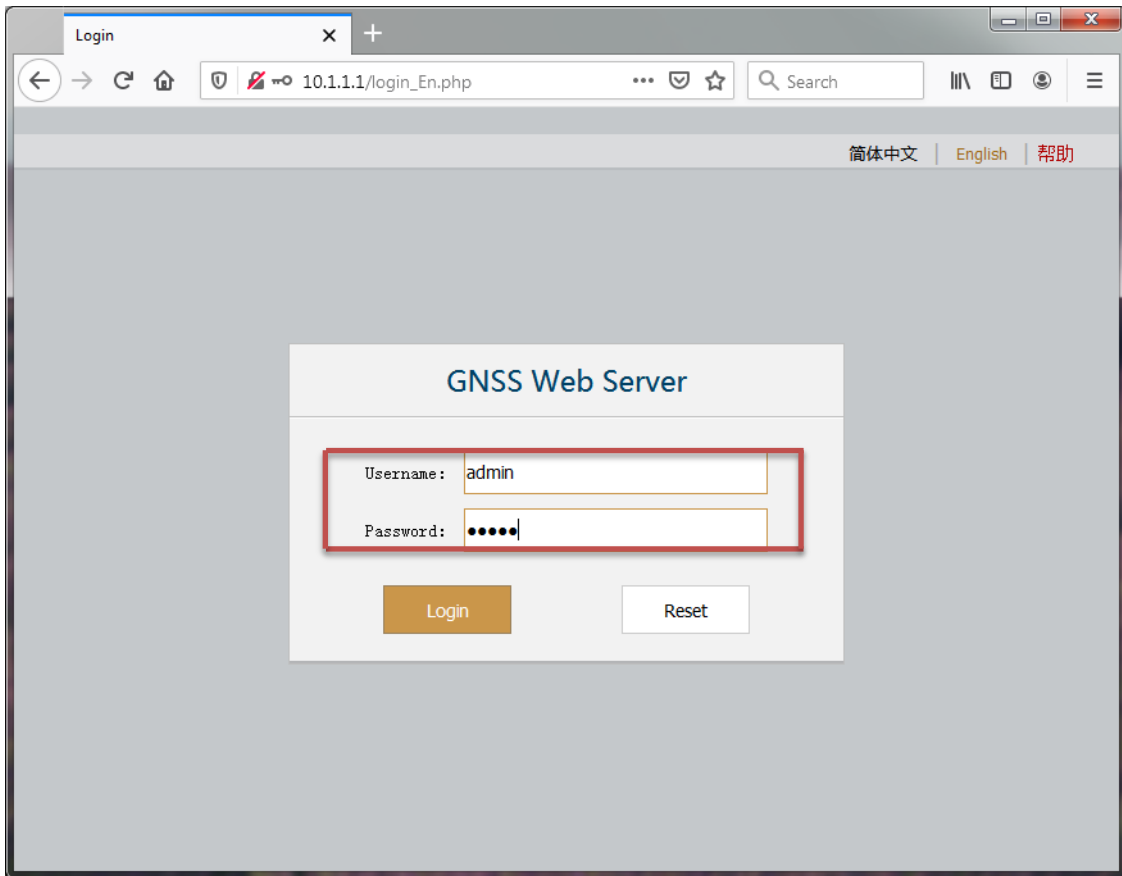 Login
10.1.1.1/login_En.php
Search
简体中文 | English | 帮助
GNSS Web Server
Username: admin
Password: •••••
Login Reset